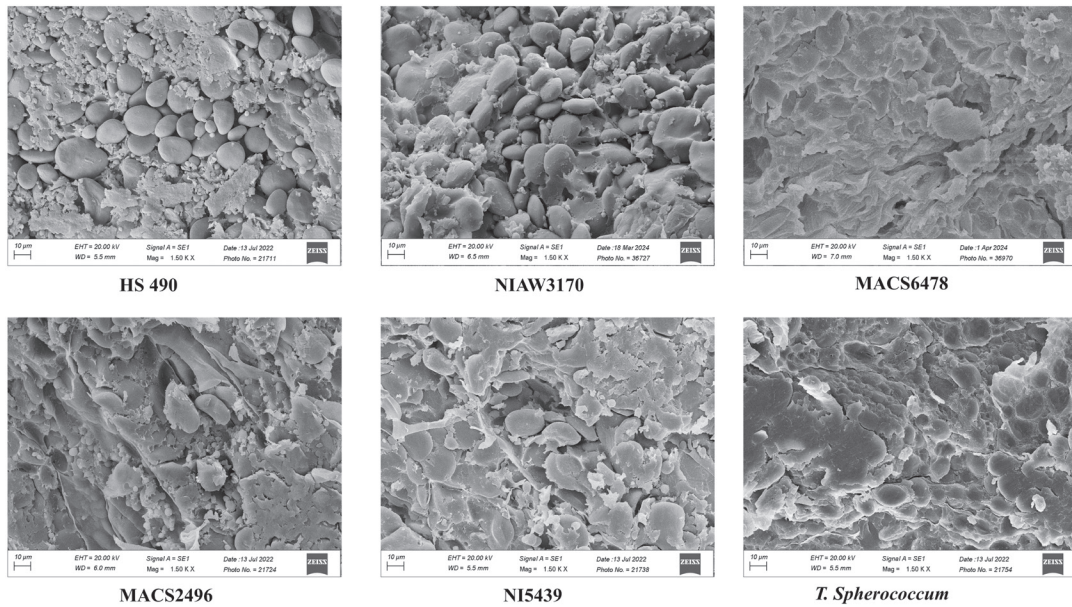 10 µm EHT = 20.00 kV Signal A = SE1 Date :13 Jul 2022 ZEISS
WD = 5.5 mm Mag = 1.50 K X Photo No. = 21711
HS 490
10 µm EHT = 20.00 kV Signal A = SE1 Date :18 Mar 2024 ZEISS
WD = 6.5 mm Mag = 1.50 K X Photo No. = 36727
NIAW3170
10 µm EHT = 20.00 kV Signal A = SE1 Date :1 Apr 2024 ZEISS
WD = 7.0 mm Mag = 1.50 K X Photo No. = 36970
MACS6478
10 µm EHT = 20.00 kV Signal A = SE1 Date :13 Jul 2022 ZEISS
WD = 6.0 mm Mag = 1.50 K X Photo No. = 21724
MACS2496
10 µm EHT = 20.00 kV Signal A = SE1 Date :13 Jul 2022 ZEISS
WD = 5.5 mm Mag = 1.50 K X Photo No. = 21738
NI5439
10 µm EHT = 20.00 kV Signal A = SE1 Date :13 Jul 2022 ZEISS
WD = 5.5 mm Mag = 1.50 K X Photo No. = 21754
T. Spherococcum